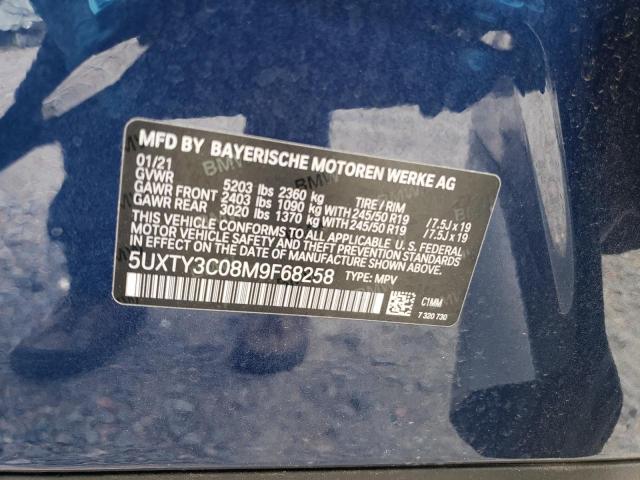 MFD BY BAYERISCHE MOTOREN WERKE AG
01/21
GVWR 5203 lbs 2360 kg TIRE / RIM
GAWR FRONT 2403 lbs 1090 kg WITH 245/50 R19 / 7.5J x 19
GAWR REAR 3020 lbs 1370 kg WITH 245/50 R19 / 7.5J x 19
THIS VEHICLE CONFORMS TO ALL APPLICABLE U.S. FEDERAL
MOTOR VEHICLE SAFETY AND THEFT PREVENTION STANDARDS
IN EFFECT ON THE DATE OF MANUFACTURE SHOWN ABOVE.
5UXTY3C08M9F68258 TYPE: MPV
C1MM
7 320 730